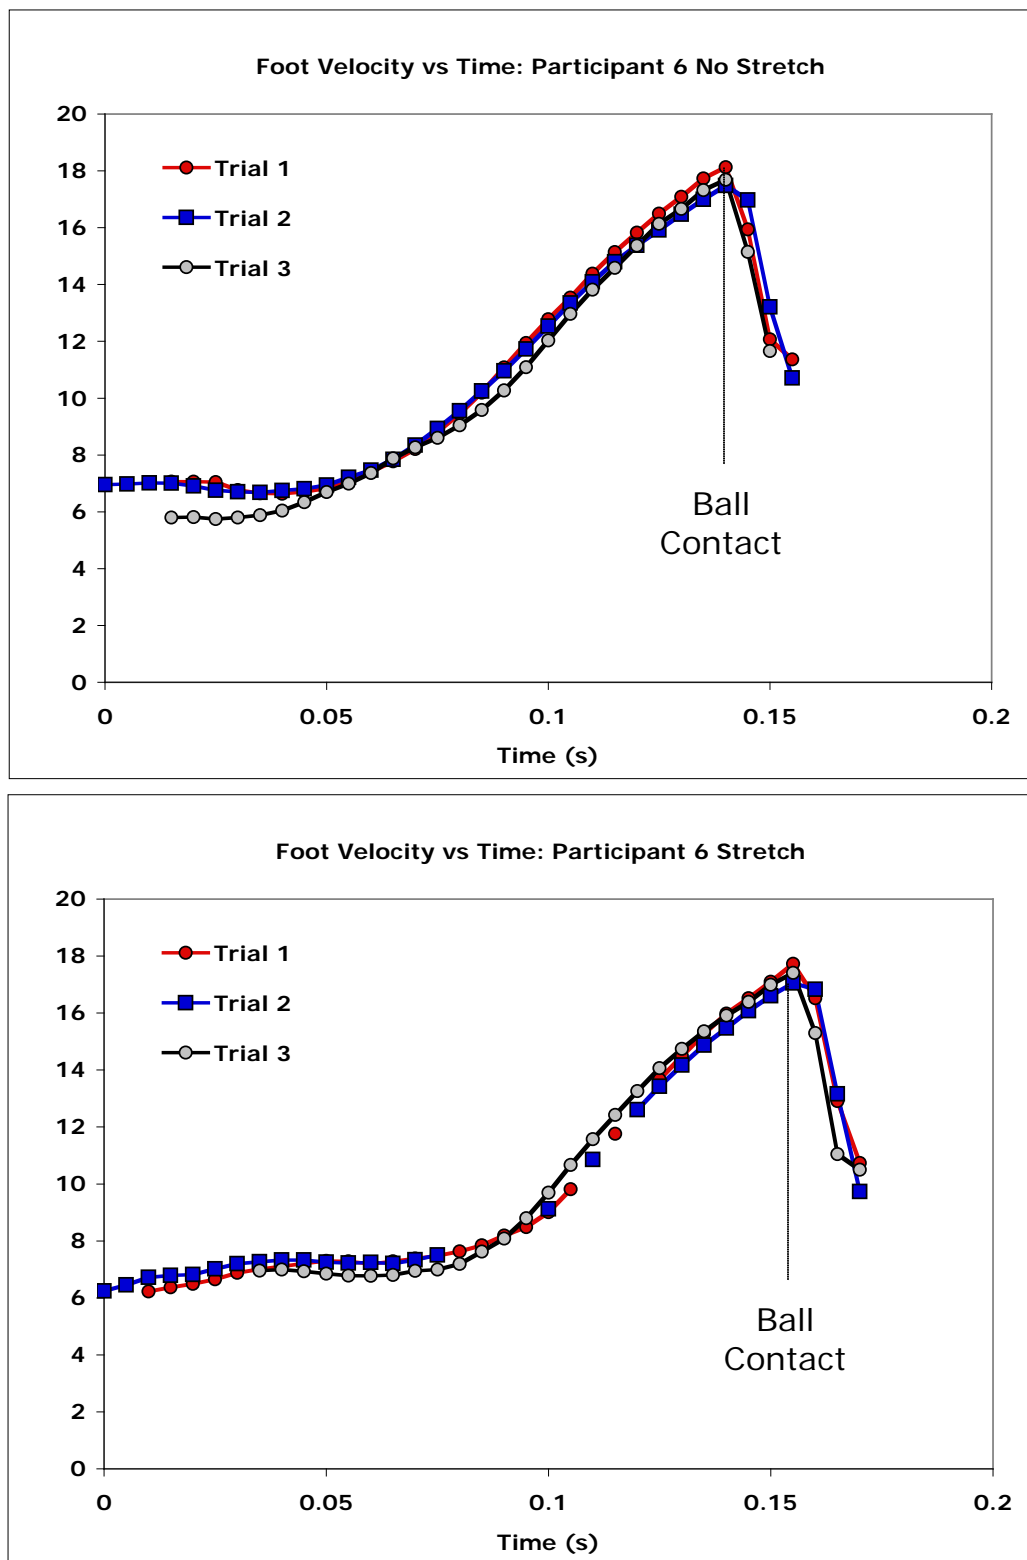 Foot Velocity vs Time: Participant 6 No Stretch
20
18
16
14
12
10
8
6
4
2
0
Trial 1
Trial 2
Trial 3
Ball
Contact
0 0.05 0.1 0.15 0.2
Time (s)
Foot Velocity vs Time: Participant 6 Stretch
20
18
16
14
12
10
8
6
4
2
0
Trial 1
Trial 2
Trial 3
Ball
Contact
0 0.05 0.1 0.15 0.2
Time (s)